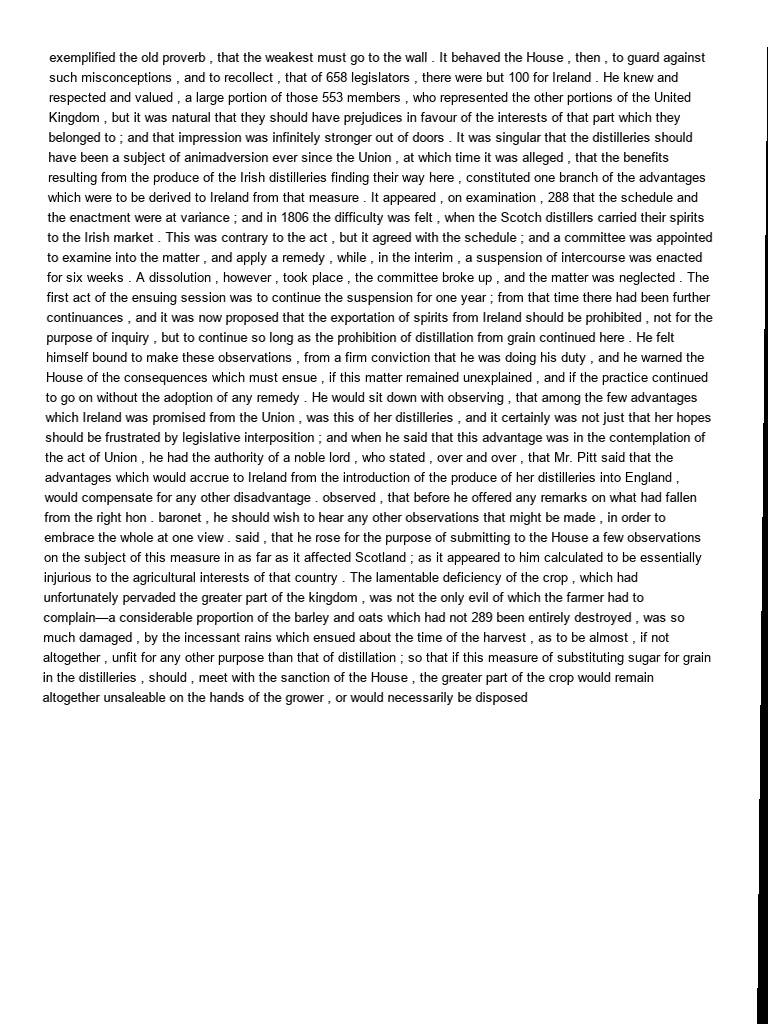 exemplified the old proverb , that the weakest must go to the wall . It behaved the House , then , to guard against
such misconceptions , and to recollect , that of 658 legislators , there were but 100 for Ireland . He knew and
respected and valued , a large portion of those 553 members , who represented the other portions of the United
Kingdom , but it was natural that they should have prejudices in favour of the interests of that part which they
belonged to ; and that impression was infinitely stronger out of doors . It was singular that the distilleries should
have been a subject of animadversion ever since the Union , at which time it was alleged , that the benefits
resulting from the produce of the Irish distilleries finding their way here , constituted one branch of the advantages
which were to be derived to Ireland from that measure . It appeared , on examination , 288 that the schedule and
the enactment were at variance ; and in 1806 the difficulty was felt , when the Scotch distillers carried their spirits
to the Irish market . This was contrary to the act , but it agreed with the schedule ; and a committee was appointed
to examine into the matter , and apply a remedy , while , in the interim , a suspension of intercourse was enacted
for six weeks . A dissolution , however , took place , the committee broke up , and the matter was neglected . The
first act of the ensuing session was to continue the suspension for one year ; from that time there had been further
continuances , and it was now proposed that the exportation of spirits from Ireland should be prohibited , not for the
purpose of inquiry , but to continue so long as the prohibition of distillation from grain continued here . He felt
himself bound to make these observations , from a firm conviction that he was doing his duty , and he warned the
House of the consequences which must ensue , if this matter remained unexplained , and if the practice continued
to go on without the adoption of any remedy . He would sit down with observing , that among the few advantages
which Ireland was promised from the Union , was this of her distilleries , and it certainly was not just that her hopes
should be frustrated by legislative interposition ; and when he said that this advantage was in the contemplation of
the act of Union , he had the authority of a noble lord , who stated , over and over , that Mr. Pitt said that the
advantages which would accrue to Ireland from the introduction of the produce of her distilleries into England ,
would compensate for any other disadvantage . observed , that before he offered any remarks on what had fallen
from the right hon . baronet , he should wish to hear any other observations that might be made , in order to
embrace the whole at one view . said , that he rose for the purpose of submitting to the House a few observations
on the subject of this measure in as far as it affected Scotland ; as it appeared to him calculated to be essentially
injurious to the agricultural interests of that country . The lamentable deficiency of the crop , which had
unfortunately pervaded the greater part of the kingdom , was not the only evil of which the farmer had to
complain—a considerable proportion of the barley and oats which had not 289 been entirely destroyed , was so
much damaged , by the incessant rains which ensued about the time of the harvest , as to be almost , if not
altogether , unfit for any other purpose than that of distillation ; so that if this measure of substituting sugar for grain
in the distilleries , should , meet with the sanction of the House , the greater part of the crop would remain
altogether unsaleable on the hands of the grower , or would necessarily be disposed